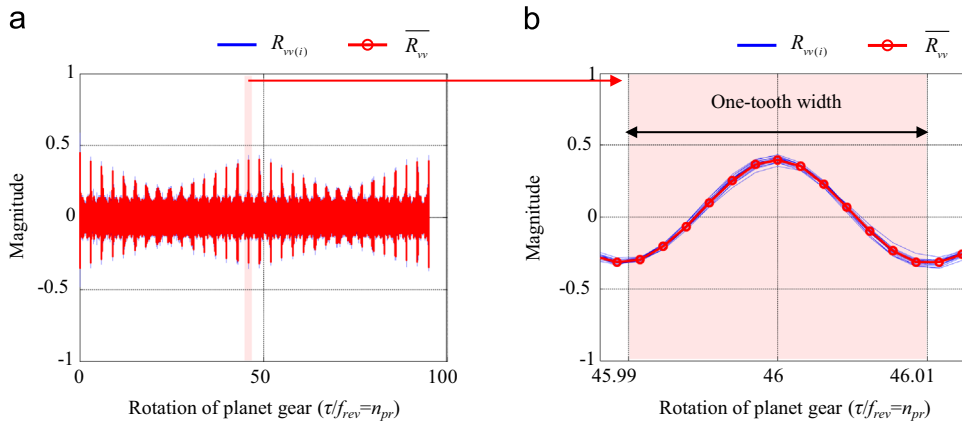 a
R_vv(i) R_vv
1
0.5
0
-0.5
-1
Magnitude
0 50 100
Rotation of planet gear (τ/f_rev=n_pr)
b
R_vv(i) R_vv
1
One-tooth width
0.5
0
-0.5
-1
Magnitude
45.99 46 46.01
Rotation of planet gear (τ/f_rev=n_pr)